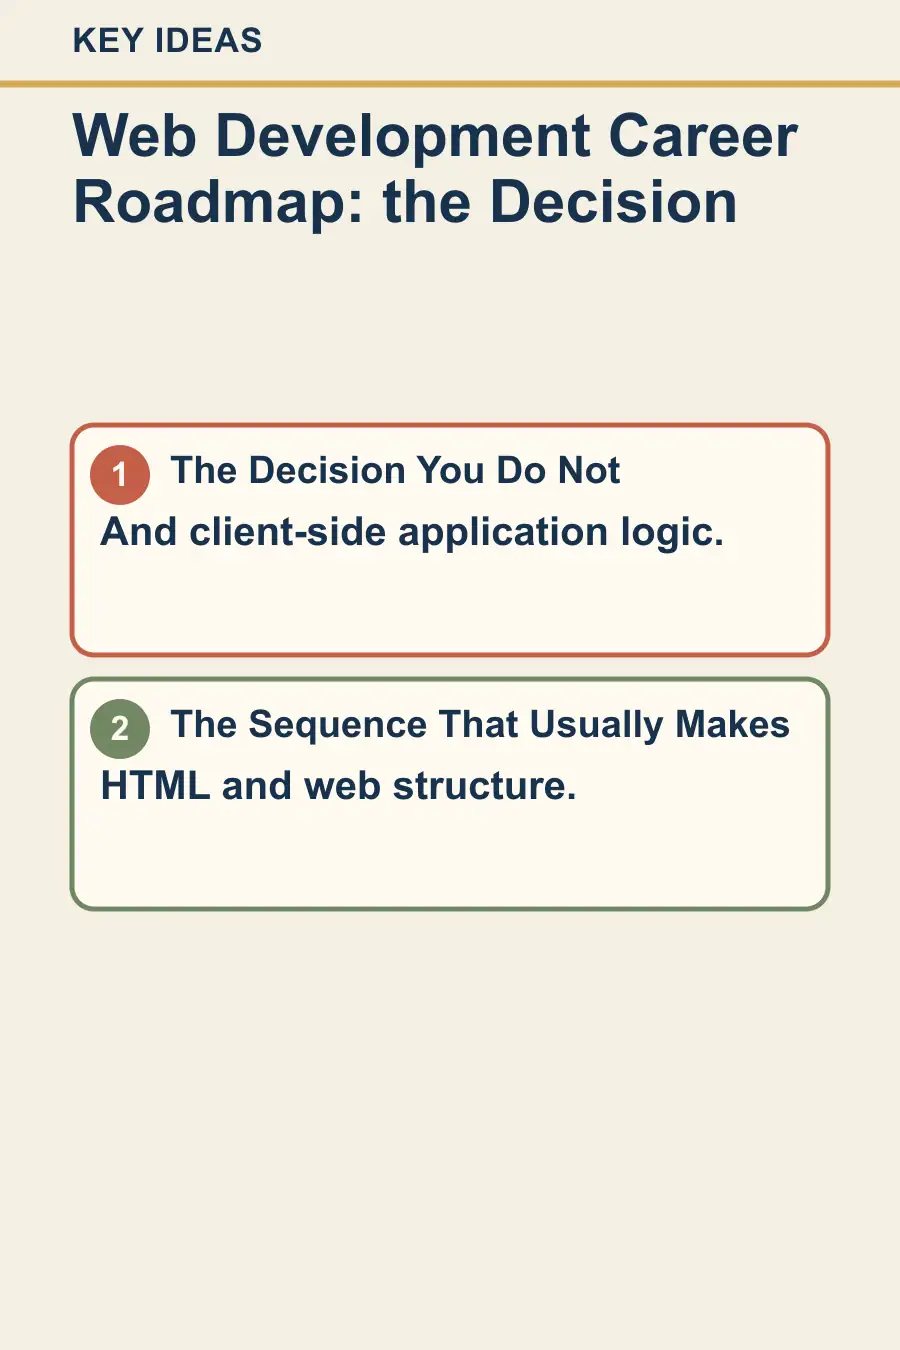 KEY IDEAS
Web Development Career
Roadmap: the Decision
1 The Decision You Do Not
And client-side application logic.
2 The Sequence That Usually Makes
HTML and web structure.